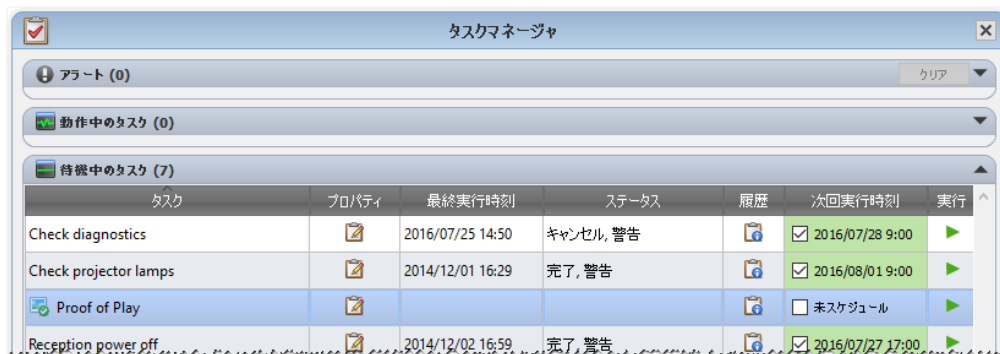 タスクマネージャ
アラート (0) クリア
動作中のタスク (0)
待機中のタスク (7)
タスク プロパティ 最終実行時刻 ステータス 履歴 次回実行時刻 実行
Check diagnostics 2016/07/25 14:50 キャンセル, 警告 2016/07/28 9:00
Check projector lamps 2014/12/01 16:29 完了, 警告 2016/08/01 9:00
Proof of Play 未スケジュール
Reception power off 2014/12/02 16:59 完了, 警告 2016/07/27 17:00